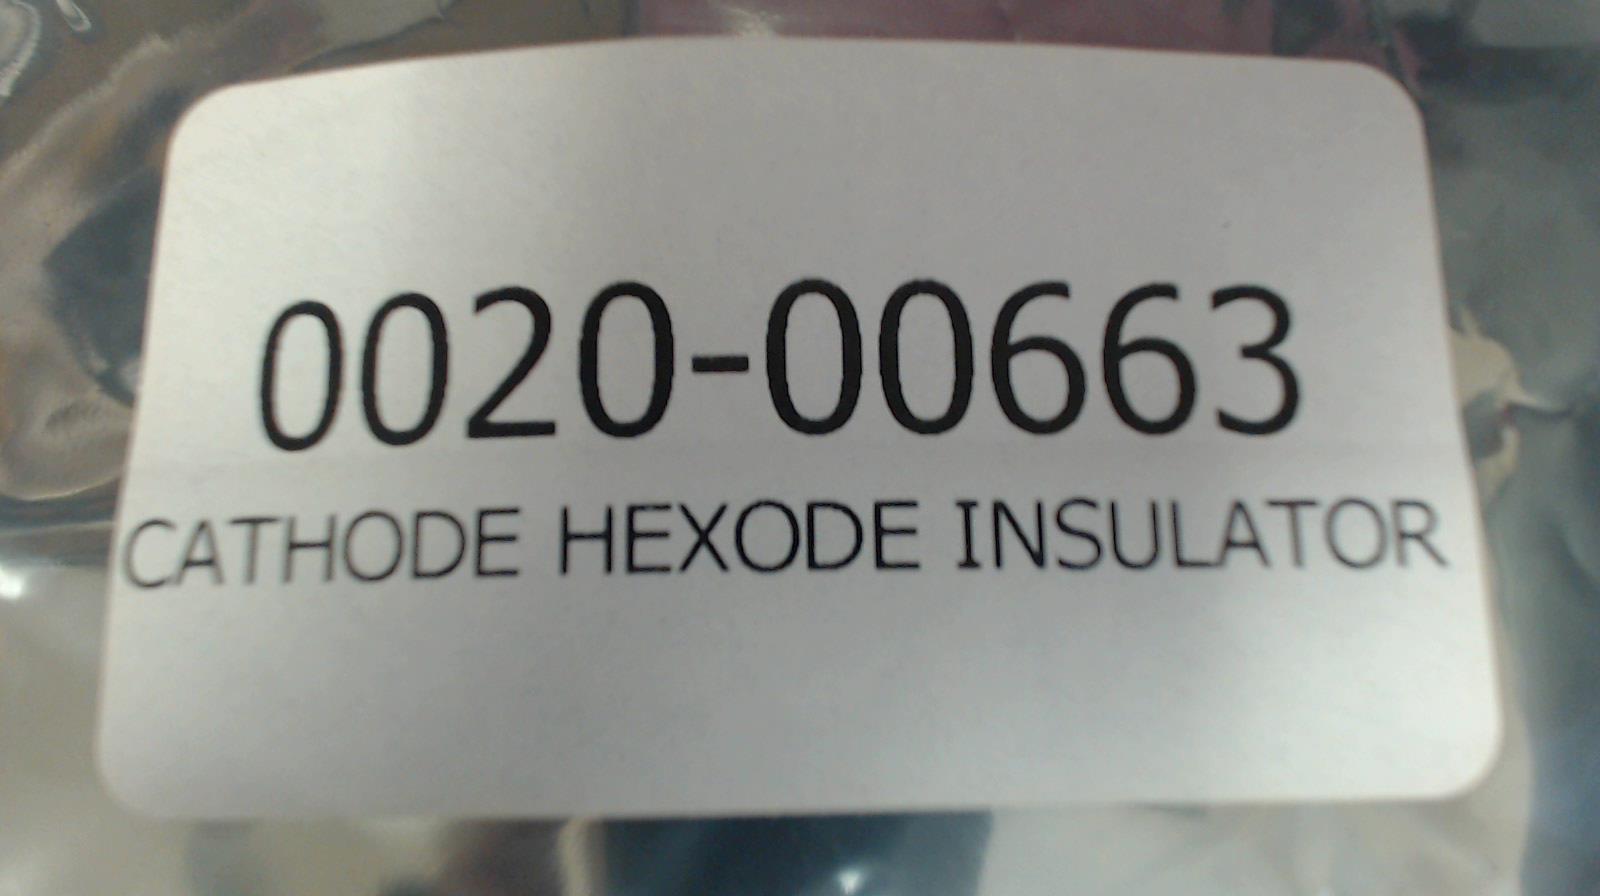 0020-00663
CATHODE HEXODE INSULATOR